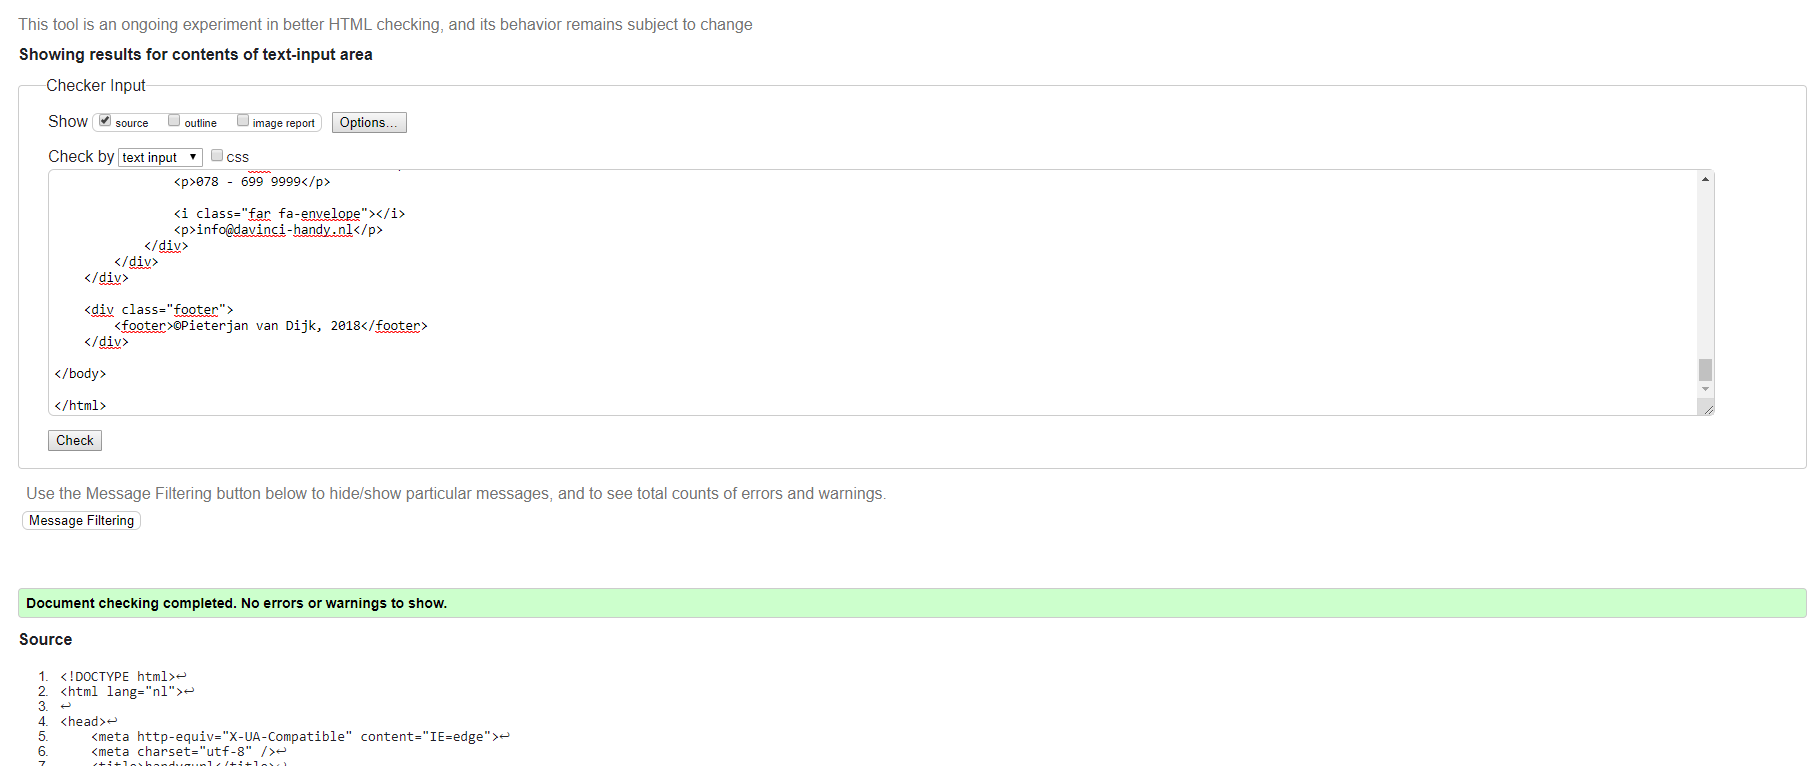 This tool is an ongoing experiment in better HTML checking, and its behavior remains subject to change
Showing results for contents of text-input area
Checker Input
Show source outline image report Options...
Check by text input css
<p>078 - 699 9999</p>
<i class="far fa-envelope"></i>
<p>info@davinci-handy.nl</p>
</div>
</div>
</div>
<div class="footer">
<footer>©Pieterjan van Dijk, 2018</footer>
</div>
</body>
</html>
Check
Use the Message Filtering button below to hide/show particular messages, and to see total counts of errors and warnings.
Message Filtering
Document checking completed. No errors or warnings to show.
Source
1. <!DOCTYPE html>↩
2. <html lang="nl">↩
3. ↩
4. <head>↩
5. <meta http-equiv="X-UA-Compatible" content="IE=edge">↩
6. <meta charset="utf-8" />↩